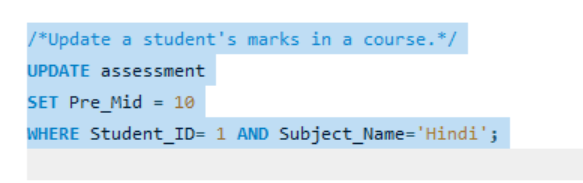 /*Update a student's marks in a course.*/
UPDATE assessment
SET Pre_Mid = 10
WHERE Student_ID= 1 AND Subject_Name='Hindi';